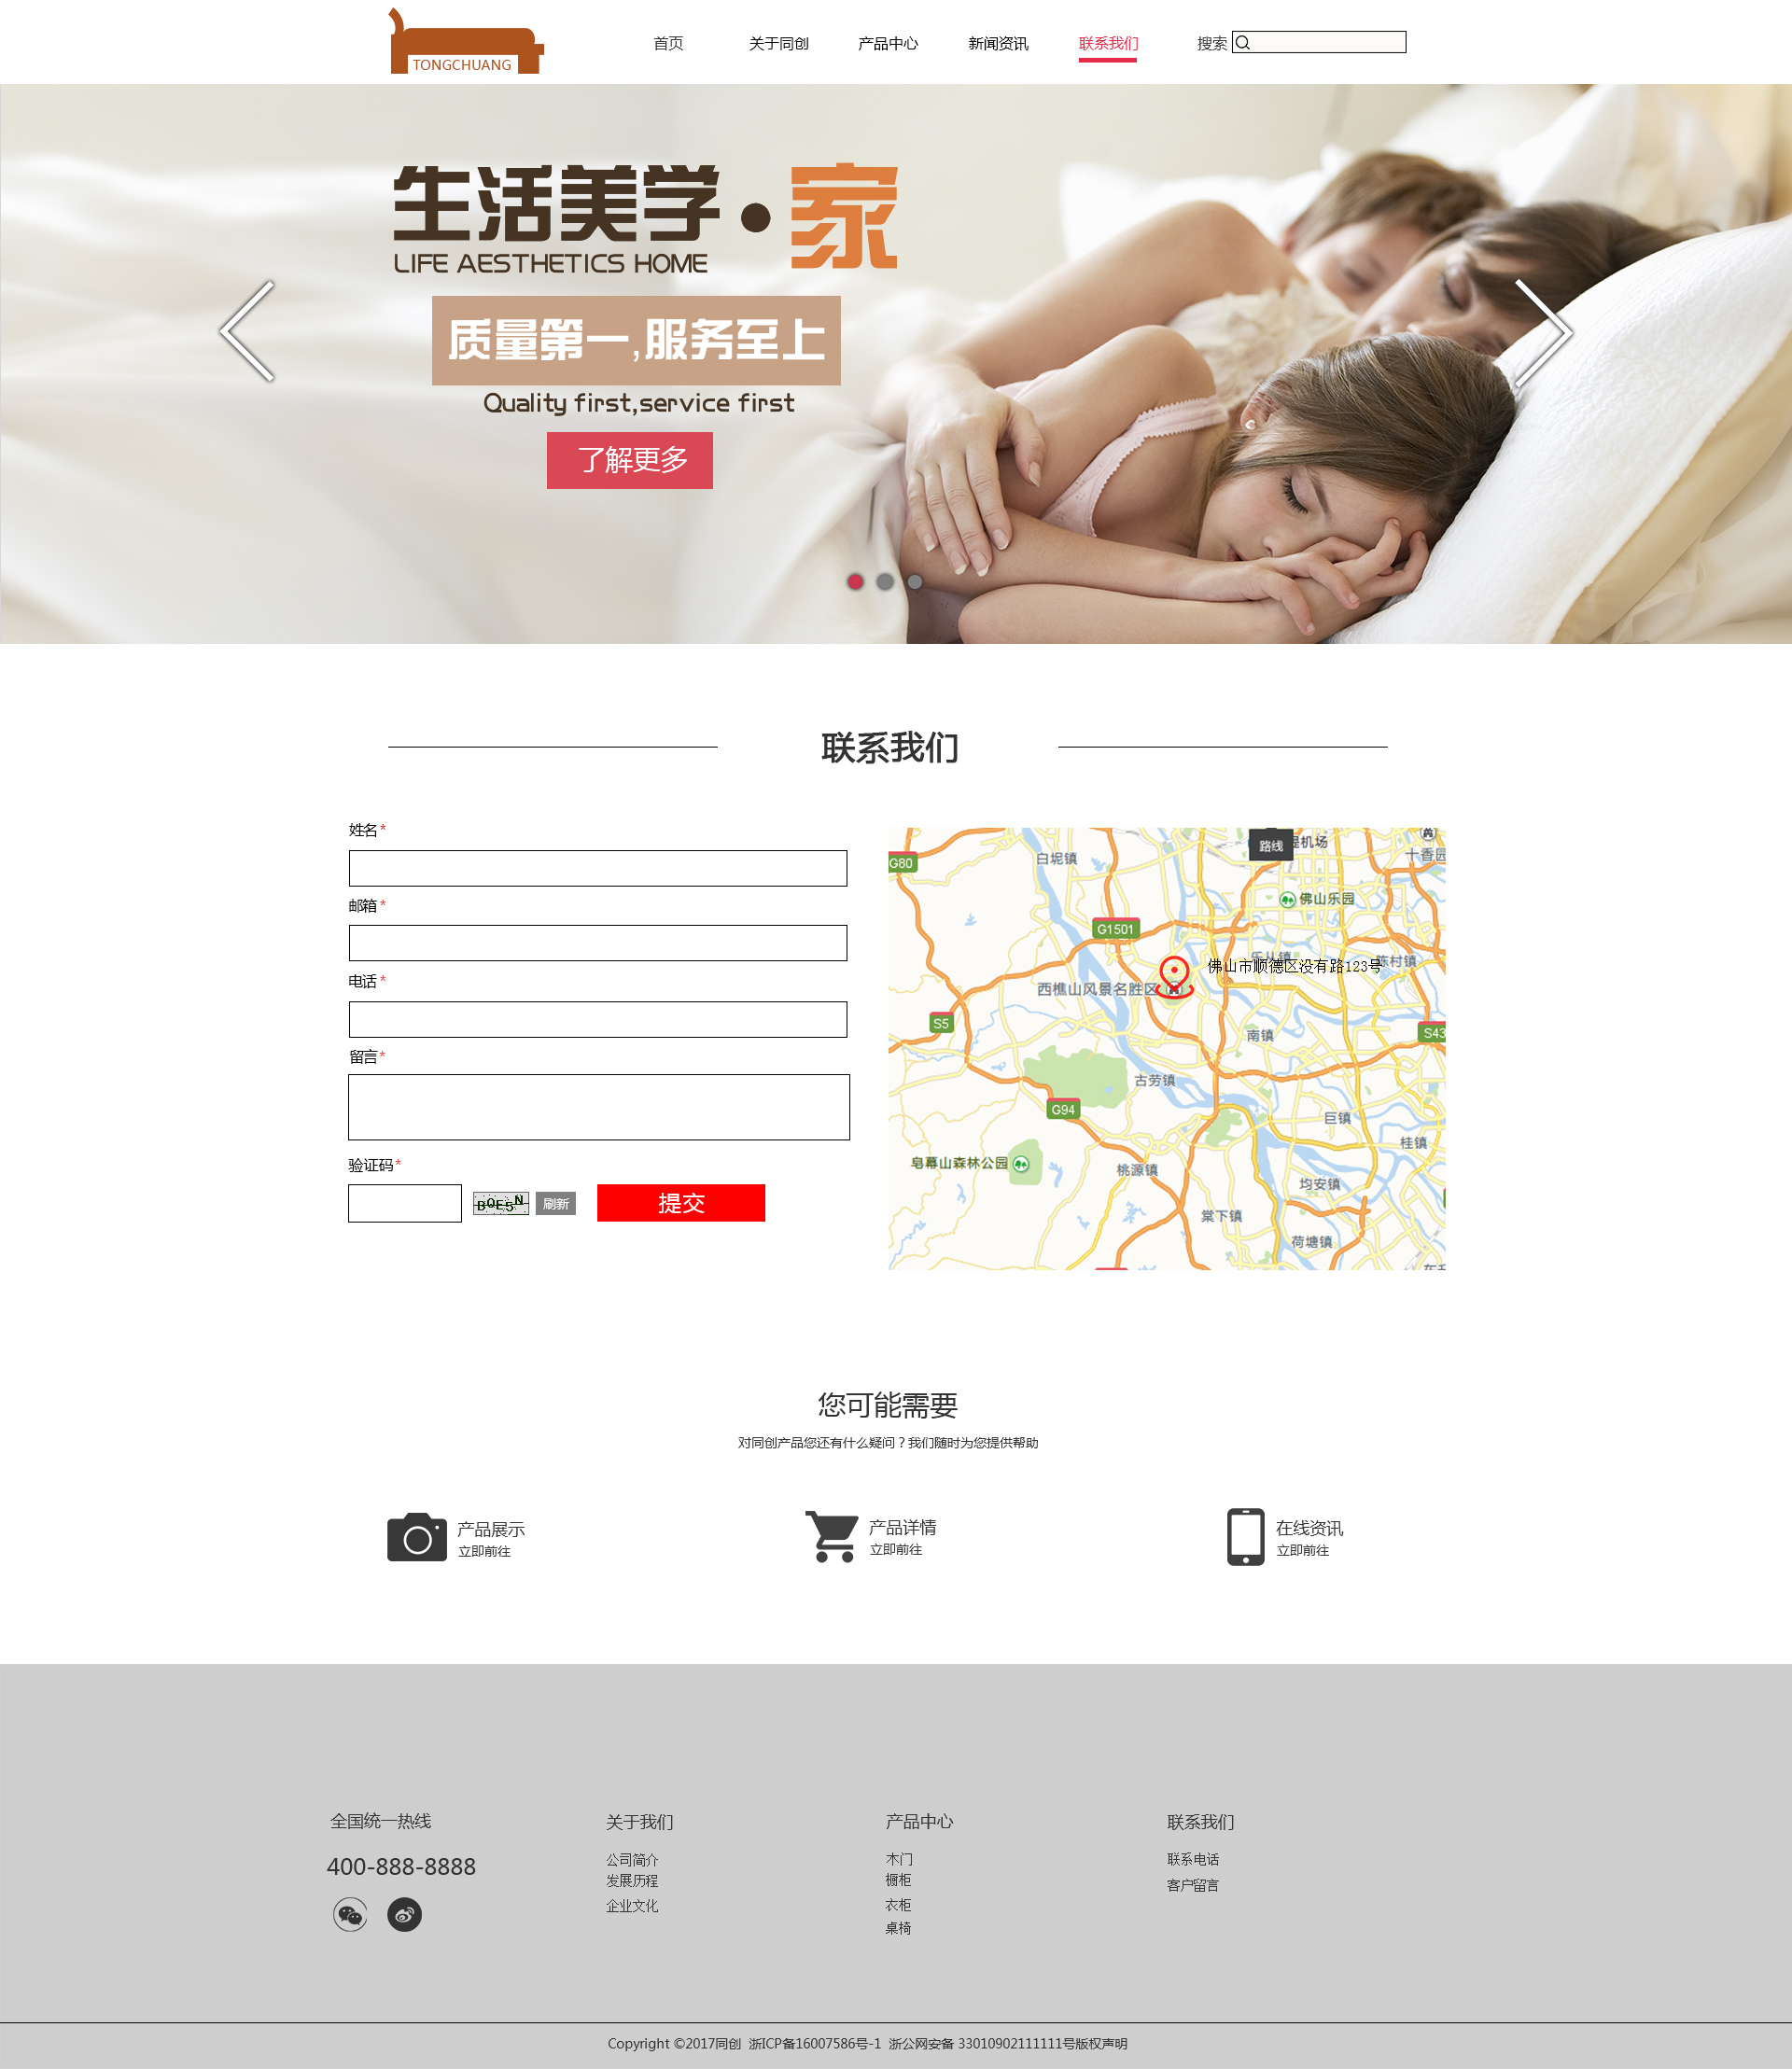 TONGCHUANG
首页 关于同创 产品中心 新闻资讯 联系我们 搜索
生活美学·家
LIFE AESTHETICS HOME
质量第一,服务至上
Quality first,service first
了解更多
联系我们
姓名*
邮箱*
电话*
留言*
验证码*
BOE5N 刷新 提交
白坭镇
路线
机场
十香园
G80
佛山乐园
G1501
乐从镇
陈村镇
佛山市顺德区没有路123号
西樵山风景名胜区
S5
S43
南镇
古劳镇
G94
巨镇
桂镇
皂幕山森林公园
桃源镇
均安镇
棠下镇
荷塘镇
您可能需要
对同创产品您还有什么疑问?我们随时为您提供帮助
产品展示
立即前往
产品详情
立即前往
在线资讯
立即前往
全国统一热线
400-888-8888
关于我们
公司简介
发展历程
企业文化
产品中心
木门
橱柜
衣柜
桌椅
联系我们
联系电话
客户留言
Copyright ©2017同创 浙ICP备16007586号-1 浙公网安备 33010902111111号版权声明